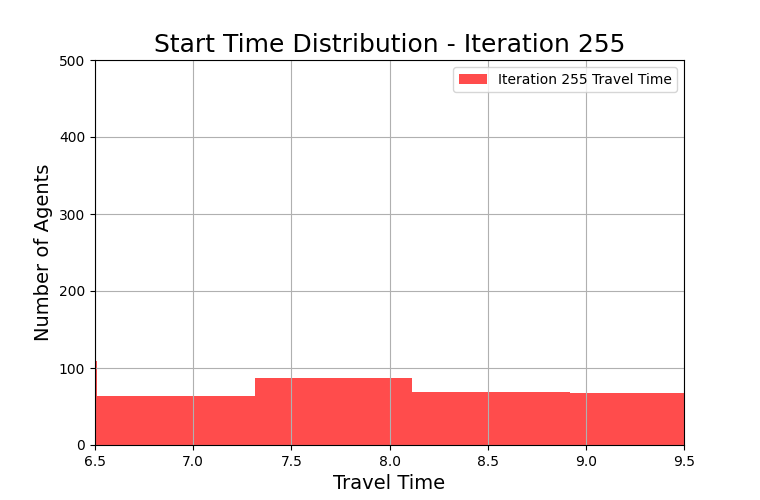 Start Time Distribution - Iteration 255
Iteration 255 Travel Time
Number of Agents
500
400
300
200
100
0
6.5 7.0 7.5 8.0 8.5 9.0 9.5
Travel Time